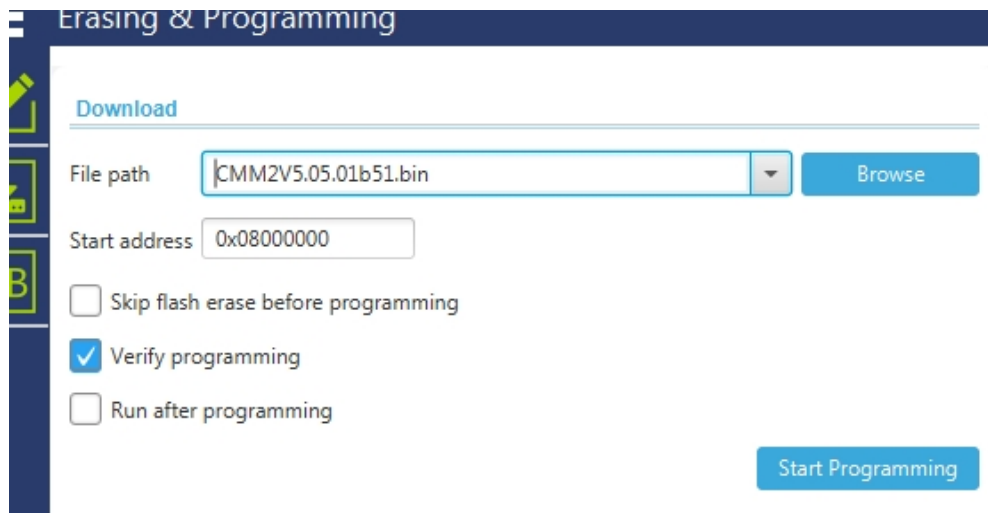 Erasing & Programming
Download
File path CMM2V5.05.01b51.bin Browse
Start address 0x08000000
Skip flash erase before programming
Verify programming
Run after programming
Start Programming
B